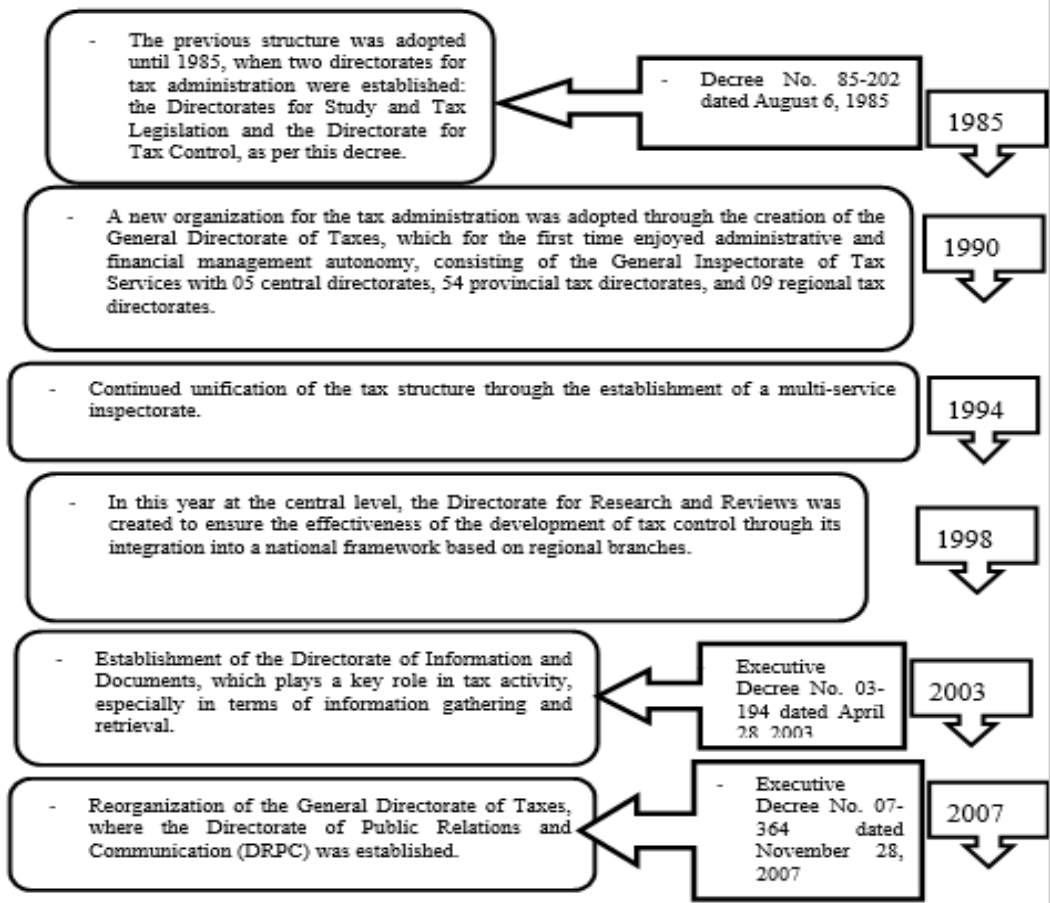 - The previous structure was adopted
until 1985, when two directorates for
tax administration were established:
the Directorates for Study and Tax
Legislation and the Directorate for
Tax Control, as per this decree.
- Decree No. 85-202
dated August 6, 1985
1985
- A new organization for the tax administration was adopted through the creation of the
General Directorate of Taxes, which for the first time enjoyed administrative and
financial management autonomy, consisting of the General Inspectorate of Tax
Services with 05 central directorates, 54 provincial tax directorates, and 09 regional tax
directorates.
1990
- Continued unification of the tax structure through the establishment of a multi-service
inspectorate.
1994
- In this year at the central level, the Directorate for Research and Reviews was
created to ensure the effectiveness of the development of tax control through its
integration into a national framework based on regional branches.
1998
- Establishment of the Directorate of Information and
Documents, which plays a key role in tax activity,
especially in terms of information gathering and
retrieval.
- Executive
Decree No. 03-
194 dated April
28, 2003
2003
- Reorganization of the General Directorate of Taxes,
where the Directorate of Public Relations and
Communication (DRPC) was established.
- Executive
Decree No. 07-
364 dated
November 28,
2007
2007